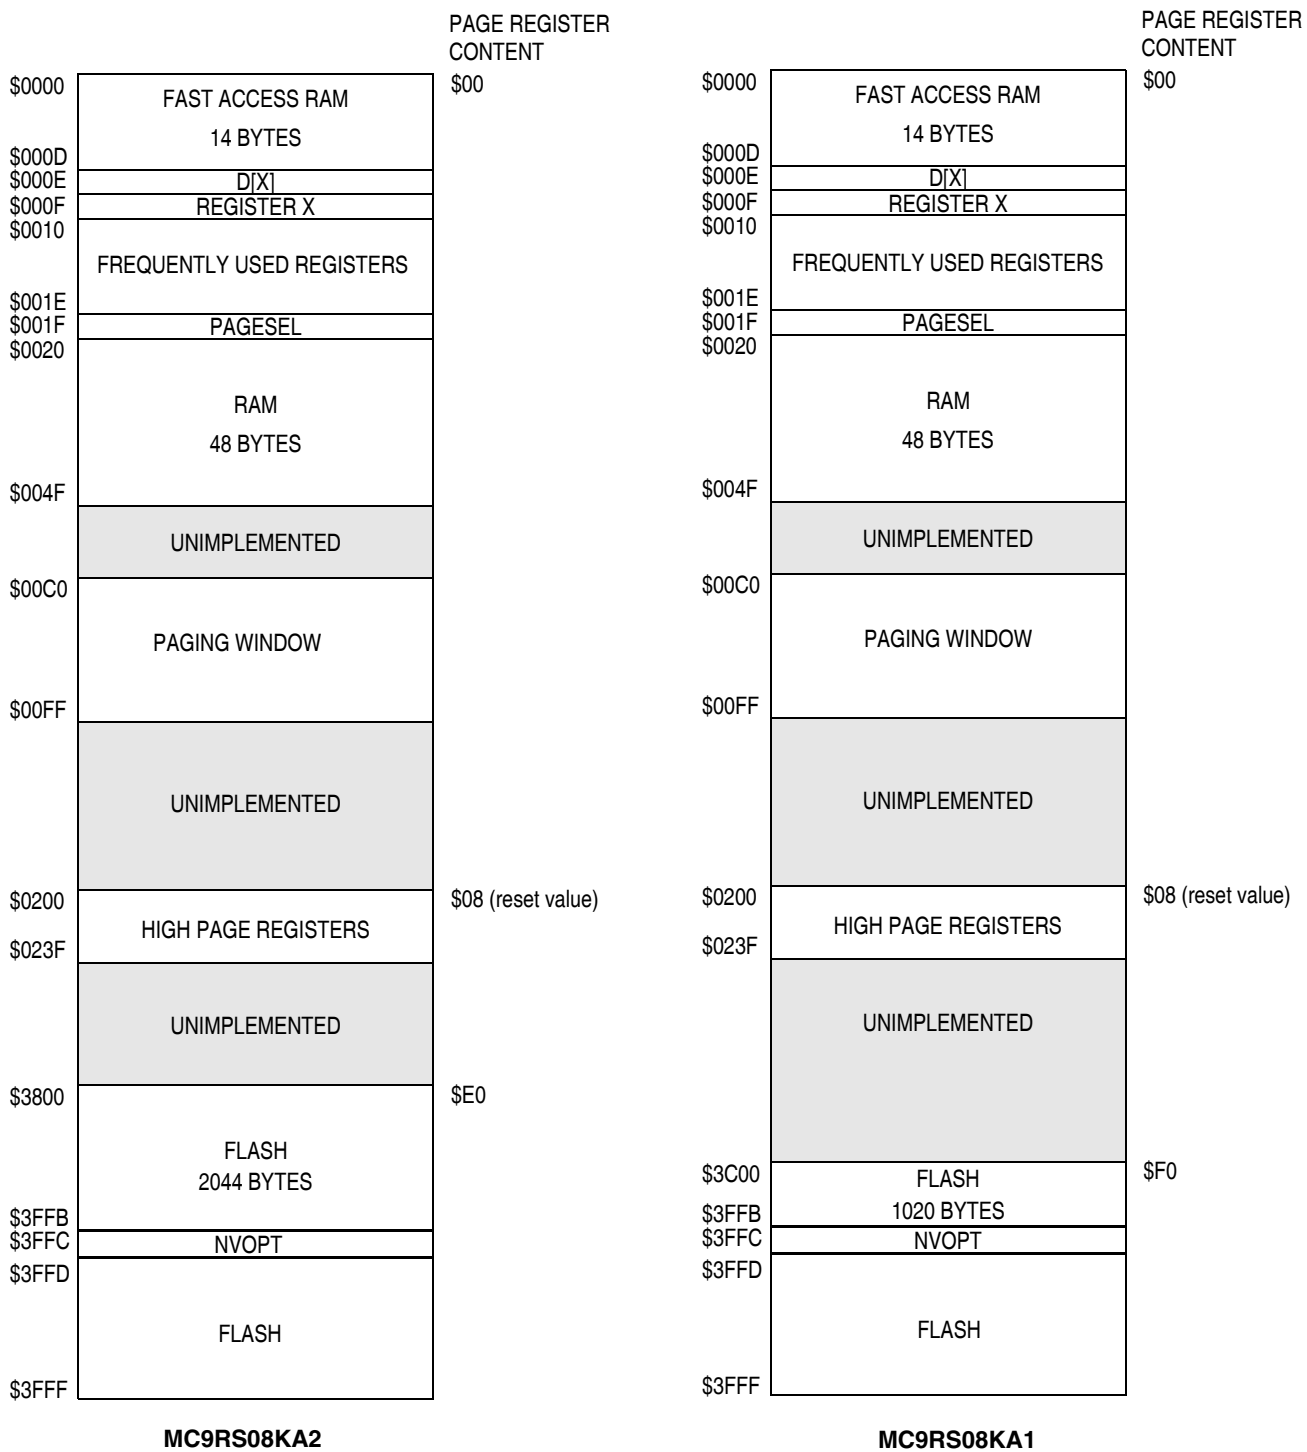 PAGE REGISTER
CONTENT
$0000
FAST ACCESS RAM
$00
14 BYTES
$000D
$000E
D[X]
$000F
REGISTER X
$0010
FREQUENTLY USED REGISTERS
$001E
$001F
PAGESEL
$0020
RAM
48 BYTES
$004F
UNIMPLEMENTED
$00C0
PAGING WINDOW
$00FF
UNIMPLEMENTED
$0200
$08 (reset value)
HIGH PAGE REGISTERS
$023F
UNIMPLEMENTED
$3800
$E0
FLASH
2044 BYTES
$3FFB
$3FFC
NVOPT
$3FFD
FLASH
$3FFF
MC9RS08KA2
PAGE REGISTER
CONTENT
$0000
FAST ACCESS RAM
$00
14 BYTES
$000D
$000E
D[X]
$000F
REGISTER X
$0010
FREQUENTLY USED REGISTERS
$001E
$001F
PAGESEL
$0020
RAM
48 BYTES
$004F
UNIMPLEMENTED
$00C0
PAGING WINDOW
$00FF
UNIMPLEMENTED
$0200
$08 (reset value)
HIGH PAGE REGISTERS
$023F
UNIMPLEMENTED
$3C00
$F0
FLASH
1020 BYTES
$3FFB
$3FFC
NVOPT
$3FFD
FLASH
$3FFF
MC9RS08KA1